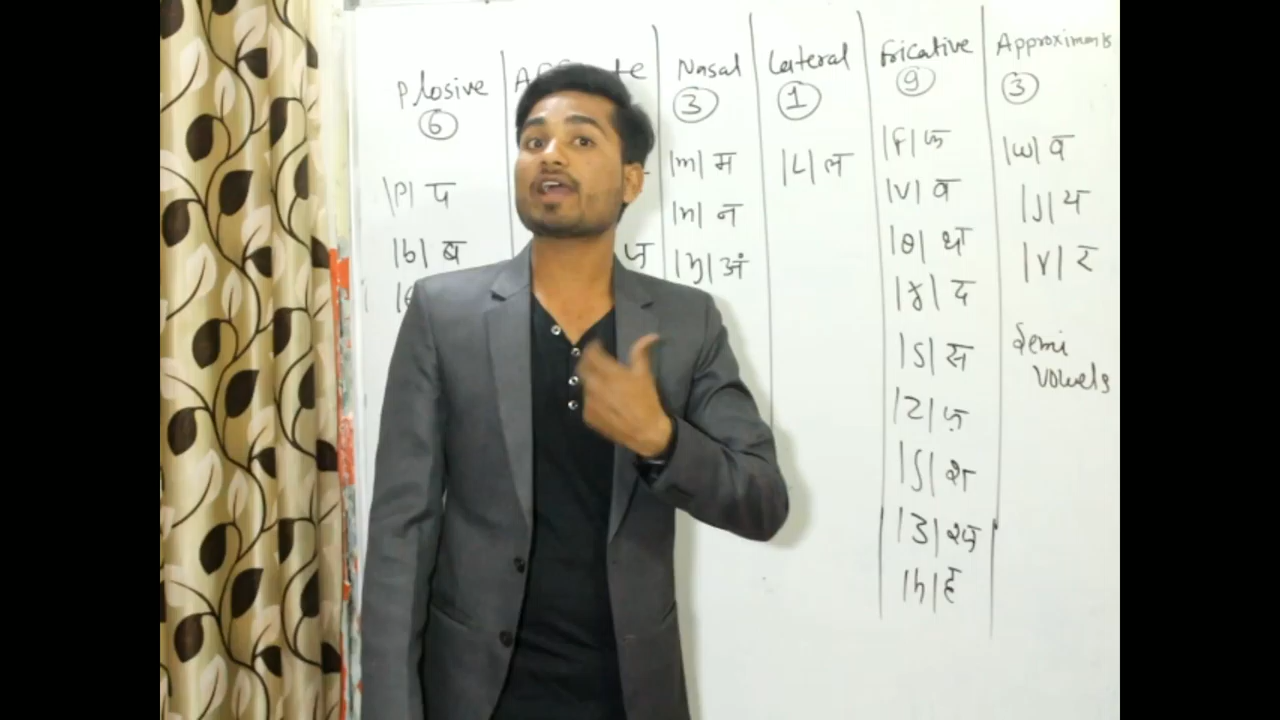 Plosive
6
|P| प
|b| ब
Nasal
3
|m| म
|n| न
|ŋ| अं
Lateral
1
|L| ल
fricative
9
|f| फ
|v| व
|θ| थ
|ð| द
|s| स
|z| ज़
|ʃ| श
|ʒ| श्ज़
|h| ह
Approximants
3
|w| व
|j| य
|r| र
Semi
Vowels